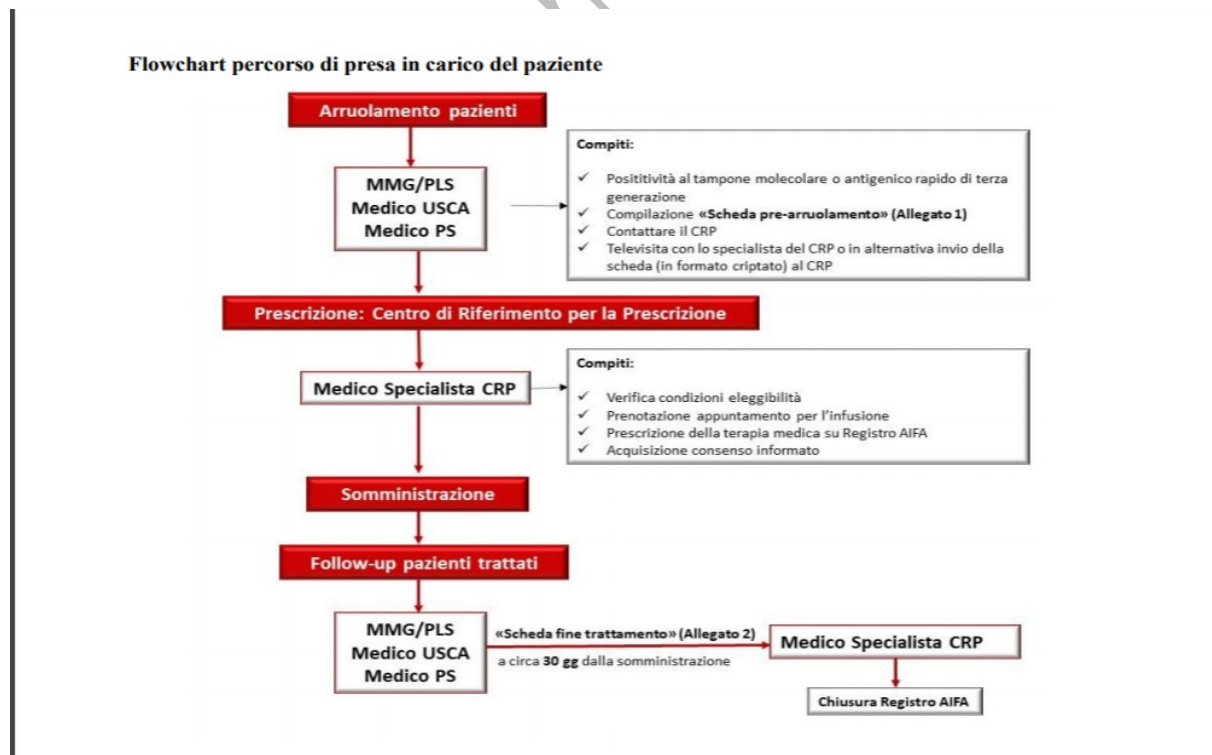 Flowchart percorso di presa in carico del paziente
Arruolamento pazienti
MMG/PLS
Medico USCA
Medico PS
Compiti:
✓ Posititività al tampone molecolare o antigenico rapido di terza
generazione
✓ Compilazione «Scheda pre-arruolamento» (Allegato 1)
✓ Contattare il CRP
✓ Televisita con lo specialista del CRP o in alternativa invio della
scheda (in formato criptato) al CRP
Prescrizione: Centro di Riferimento per la Prescrizione
Medico Specialista CRP
Compiti:
✓ Verifica condizioni eleggibilità
✓ Prenotazione appuntamento per l'infusione
✓ Prescrizione della terapia medica su Registro AIFA
✓ Acquisizione consenso informato
Somministrazione
Follow-up pazienti trattati
MMG/PLS
Medico USCA
Medico PS
«Scheda fine trattamento» (Allegato 2)
a circa 30 gg dalla somministrazione
Medico Specialista CRP
Chiusura Registro AIFA